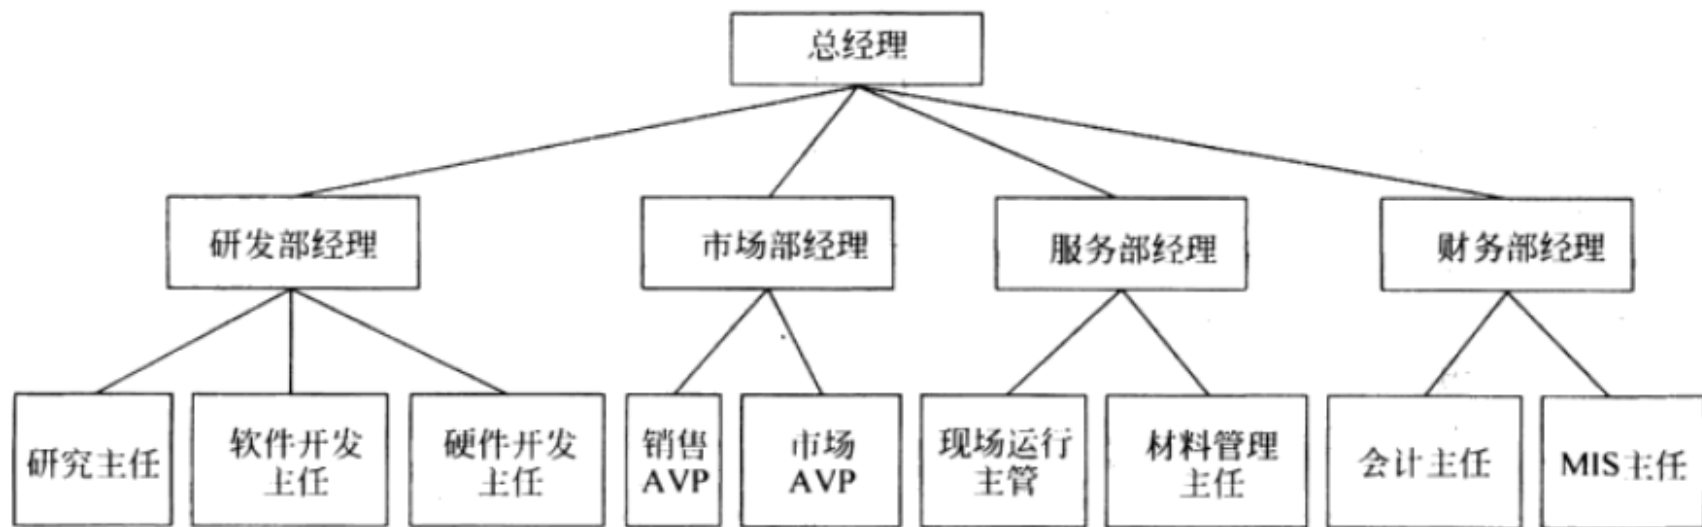 总经理
研发部经理
市场部经理
服务部经理
财务部经理
研究主任
软件开发
主任
硬件开发
主任
销售
AVP
市场
AVP
现场运行
主管
材料管理
主任
会计主任
MIS主任